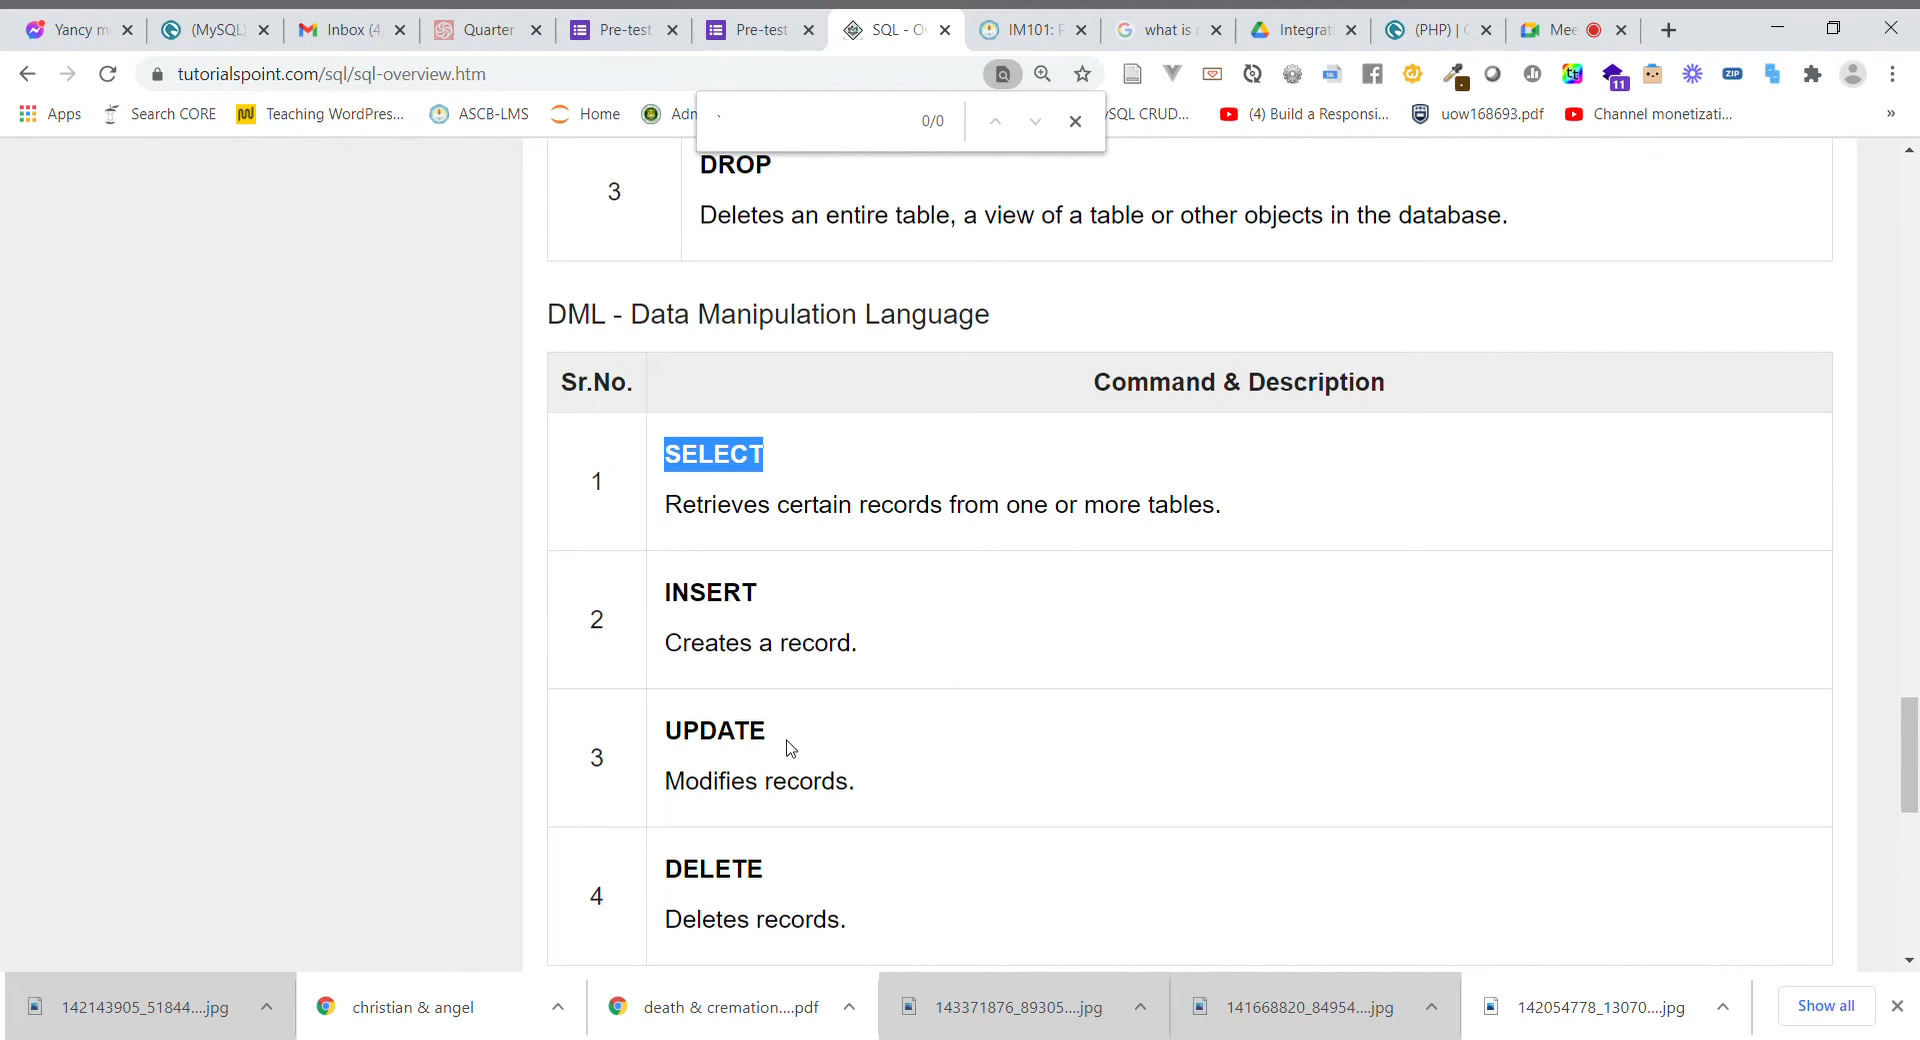 Yancy m
(MySQL)
Inbox (4
Quarter
Pre-test
Pre-test
SQL - O
IM101: P
what is
Integrati
(PHP) |
Mee
tutorialspoint.com/sql/sql-overview.htm
11
ZIP
Apps
Search CORE
Teaching WordPres...
ASCB-LMS
Home
Adn
`
0/0
ySQL CRUD...
(4) Build a Responsi...
uow168693.pdf
Channel monetizati...
»
3
DROP
Deletes an entire table, a view of a table or other objects in the database.
DML - Data Manipulation Language
Sr.No.
Command & Description
1
SELECT
Retrieves certain records from one or more tables.
2
INSERT
Creates a record.
3
UPDATE
Modifies records.
4
DELETE
Deletes records.
142143905_51844....jpg
christian & angel
death & cremation....pdf
143371876_89305....jpg
141668820_84954....jpg
142054778_13070....jpg
Show all